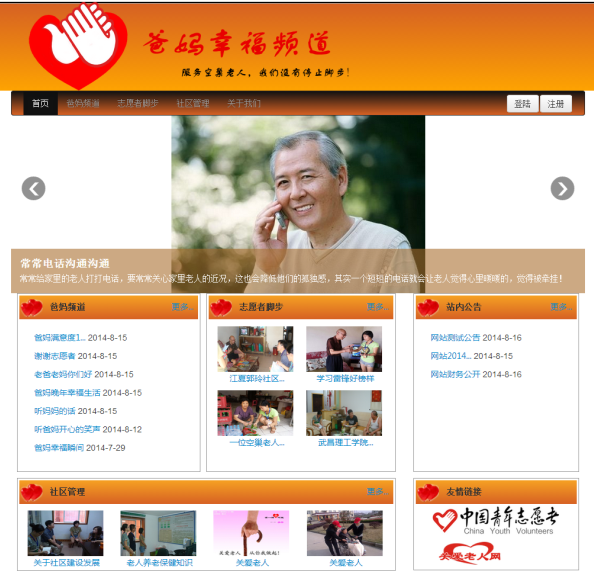 爸妈幸福频道
服务空巢老人，我们没有停止脚步！
首页 爸妈频道 志愿者脚步 社区管理 关于我们 登陆 注册
常常电话沟通沟通
常常给家里的老人打打电话，要常常关心家里老人的近况，这也会降低他们的孤独感，其实一个短短的电话就会让老人觉得心里暖暖的，觉得被牵挂！
爸妈频道 更多..
爸妈满意度1... 2014-8-15
谢谢志愿者 2014-8-15
老爸老妈你们好 2014-8-15
爸妈晚年幸福生活 2014-8-15
听妈妈的话 2014-8-15
听爸妈开心的笑声 2014-8-12
爸妈幸福瞬间 2014-7-29
志愿者脚步 更多..
江夏郭玲社区... 学习雷锋好榜样
一位空巢老人... 武昌理工学院...
站内公告 更多..
网站测试公告 2014-8-16
网站2014... 2014-8-15
网站财务公开 2014-8-16
社区管理 更多..
关爱老人 从你我做起！
关于社区建设发展 老人养老保健知识 关爱老人 关爱老人
友情链接
中国青年志愿者
China Youth Volunteers
关爱老人网